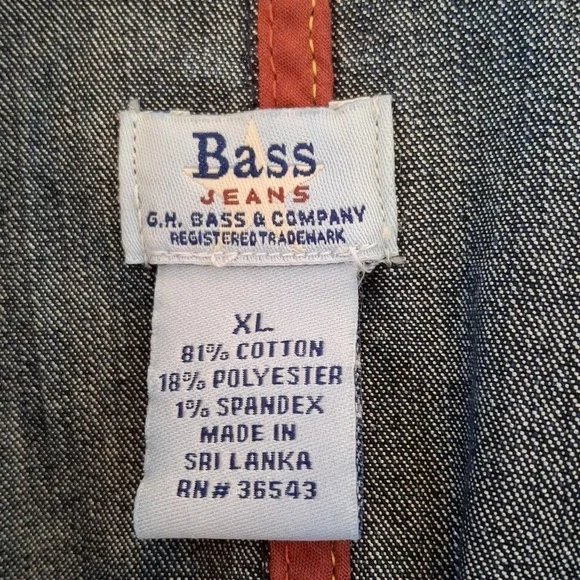 Bass
JEANS
G.H. BASS & COMPANY
REGISTERED TRADEMARK
XL
81% COTTON
18% POLYESTER
1% SPANDEX
MADE IN
SRI LANKA
RN# 36543